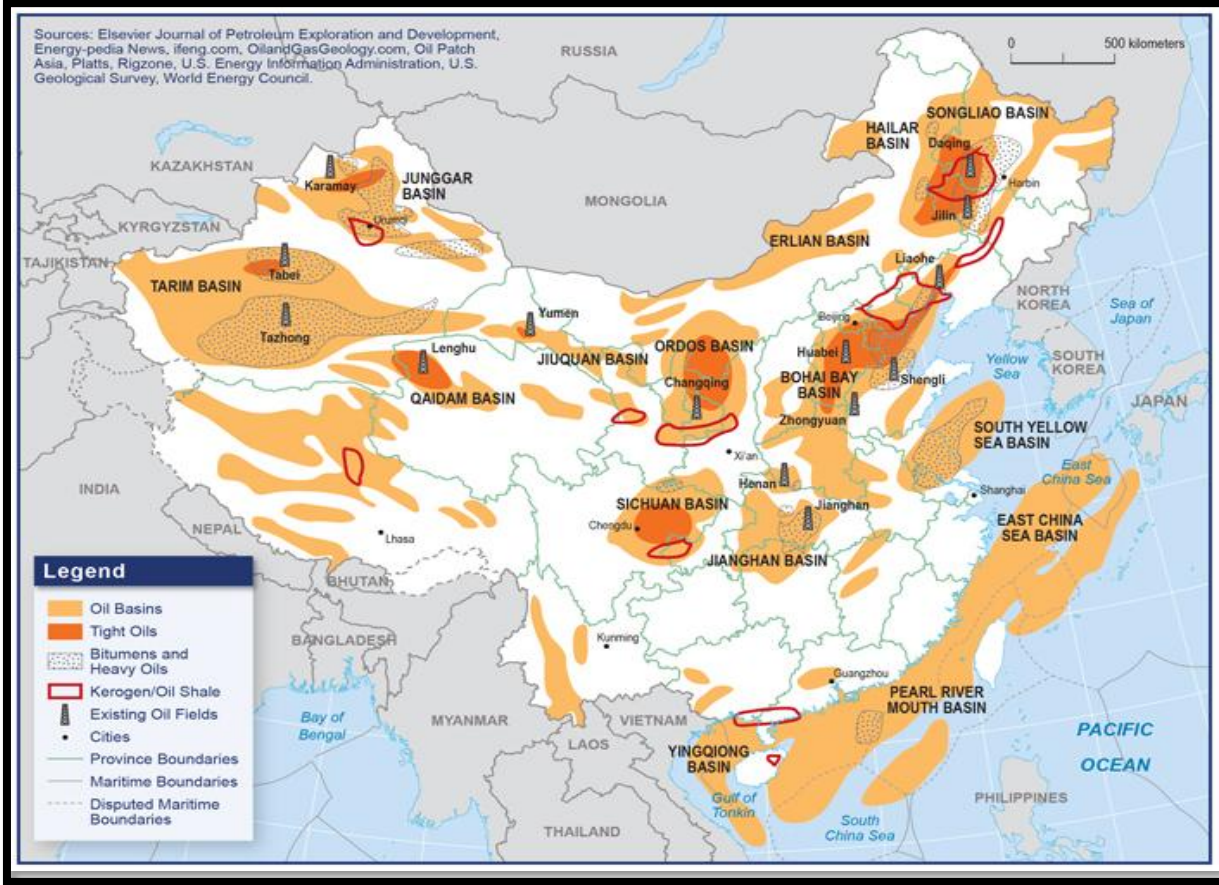 Sources: Elsevier Journal of Petroleum Exploration and Development,
Energy-pedia News, ifeng.com, OilandGasGeology.com, Oil Patch
Asia, Platts, Rigzone, U.S. Energy Information Administration, U.S.
Geological Survey, World Energy Council.
0 500 kilometers
RUSSIA
KAZAKHSTAN
MONGOLIA
KYRGYZSTAN
TAJIKISTAN
SONGLIAO BASIN
HAILAR
BASIN
Daqing
Harbin
Jilin
Karamay
JUNGGAR
BASIN
Urumqi
ERLIAN BASIN
Liaohe
Tabei
TARIM BASIN
Tazhong
Yumen
NORTH
KOREA
Sea of
Japan
Beijing
Lenghu
JIUQUAN BASIN
ORDOS BASIN
Huabei
Changqing
QAIDAM BASIN
BOHAI BAY
BASIN
Shengli
Yellow
Sea
SOUTH
KOREA
JAPAN
Zhongyuan
SOUTH YELLOW
SEA BASIN
Xi'an
INDIA
Henan
East
China Sea
Shanghai
SICHUAN BASIN
Jianghan
Chengdu
EAST CHINA
SEA BASIN
NEPAL
Lhasa
JIANGHAN BASIN
BHUTAN
BANGLADESH
Kunming
Guangzhou
PEARL RIVER
MOUTH BASIN
Bay of
Bengal
MYANMAR
VIETNAM
LAOS
YINGQIONG
BASIN
PACIFIC
OCEAN
Gulf of
Tonkin
PHILIPPINES
South
China Sea
THAILAND
Legend
Oil Basins
Tight Oils
Bitumens and
Heavy Oils
Kerogen/Oil Shale
Existing Oil Fields
Cities
Province Boundaries
Maritime Boundaries
Disputed Maritime
Boundaries